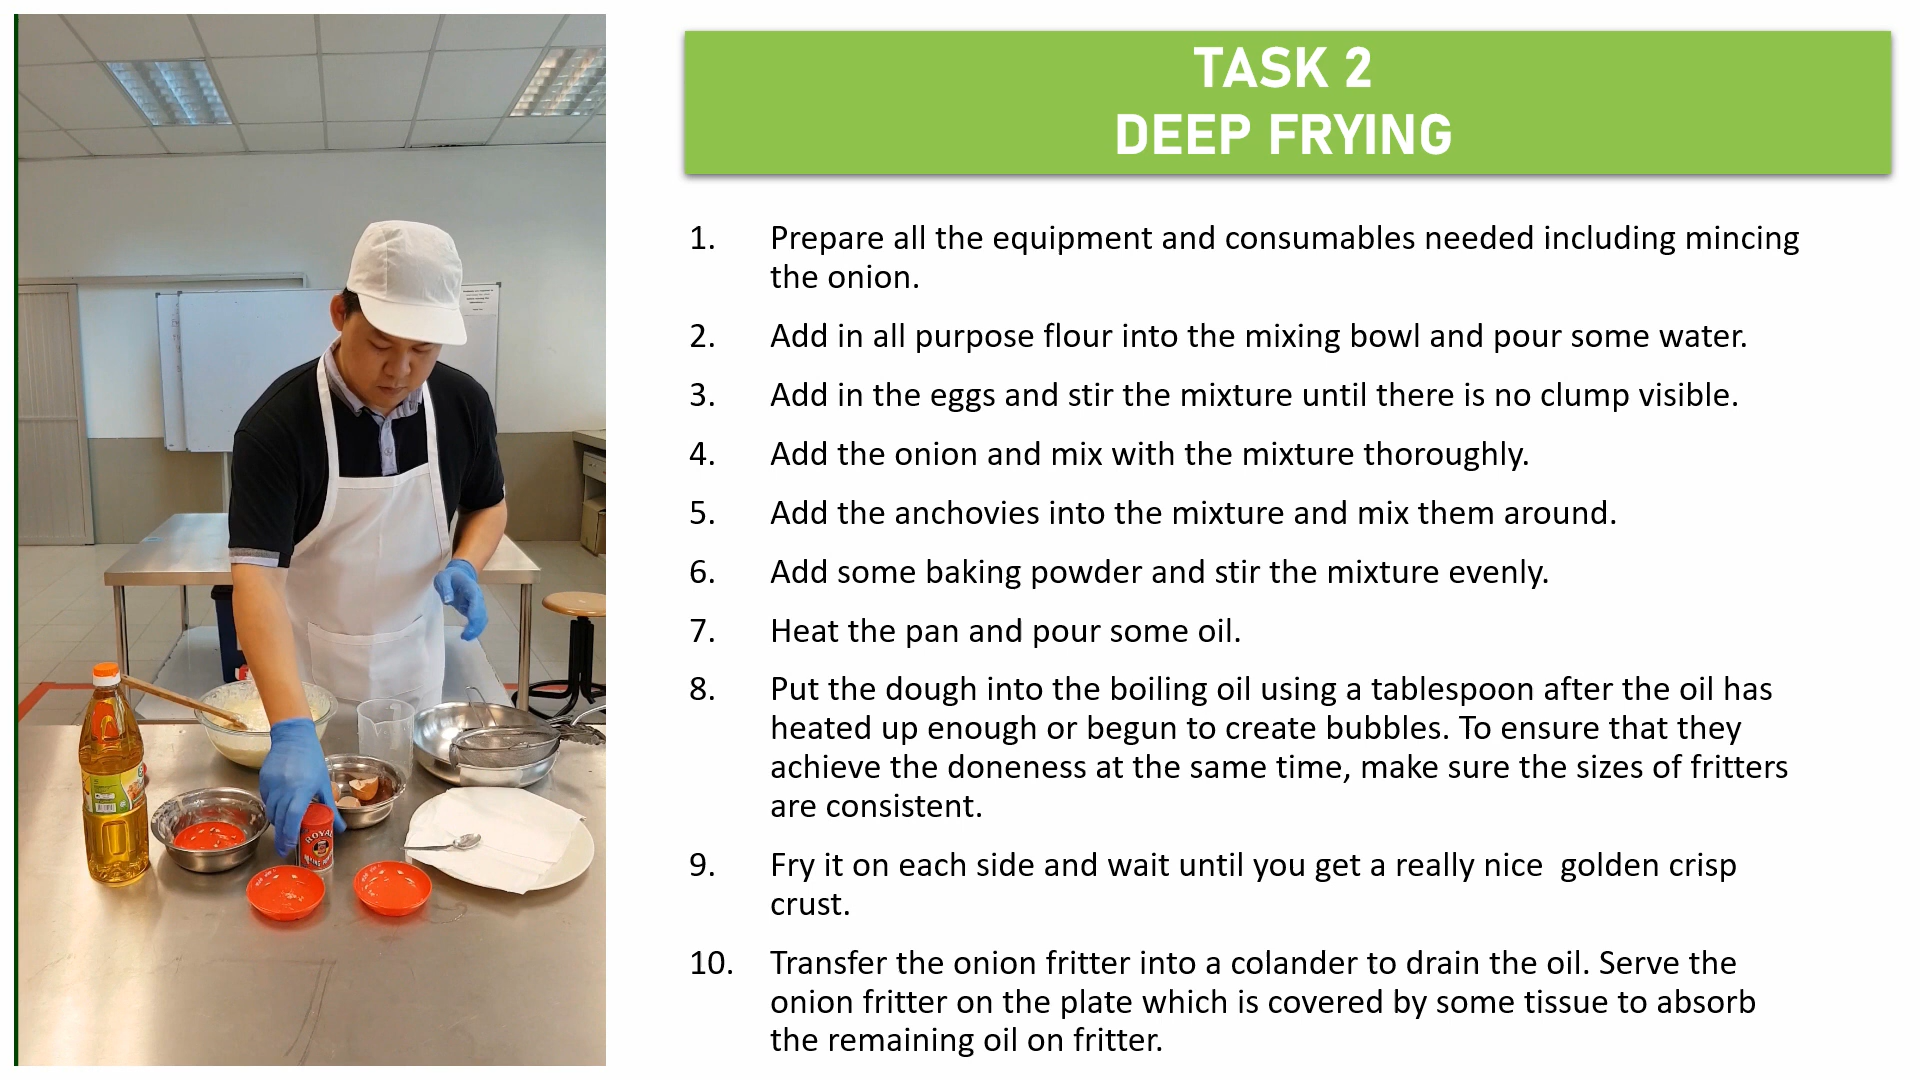 TASK 2
DEEP FRYING
1. Prepare all the equipment and consumables needed including mincing
the onion.
2. Add in all purpose flour into the mixing bowl and pour some water.
3. Add in the eggs and stir the mixture until there is no clump visible.
4. Add the onion and mix with the mixture thoroughly.
5. Add the anchovies into the mixture and mix them around.
6. Add some baking powder and stir the mixture evenly.
7. Heat the pan and pour some oil.
8. Put the dough into the boiling oil using a tablespoon after the oil has
heated up enough or begun to create bubbles. To ensure that they
achieve the doneness at the same time, make sure the sizes of fritters
are consistent.
9. Fry it on each side and wait until you get a really nice  golden crisp
crust.
10. Transfer the onion fritter into a colander to drain the oil. Serve the
onion fritter on the plate which is covered by some tissue to absorb
the remaining oil on fritter.
ROYAL